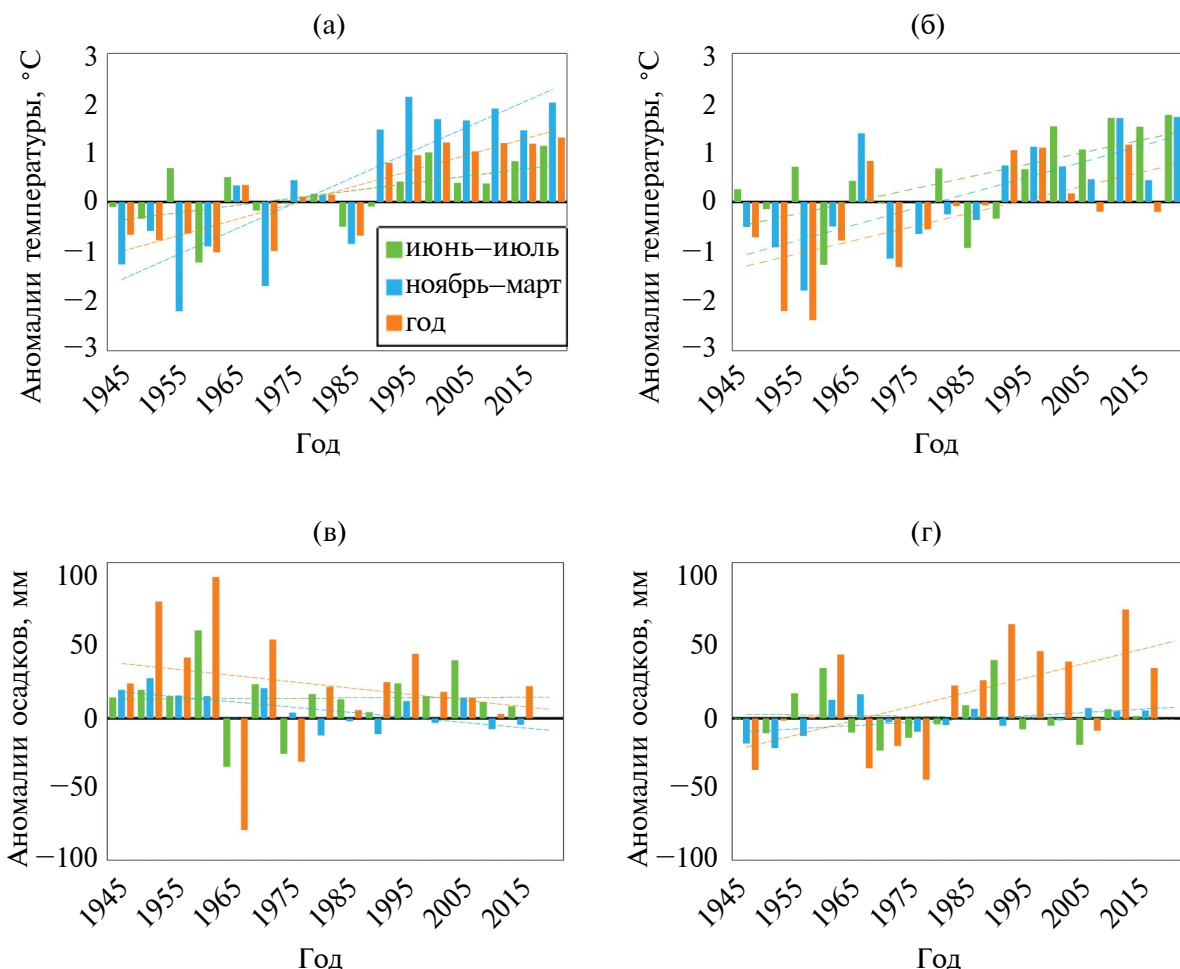 (а)
Аномалии температуры, °С
3
2
1
0
−1
−2
−3
июнь–июль
ноябрь–март
год
1945 1955 1965 1975 1985 1995 2005 2015
Год
(б)
Аномалии температуры, °С
3
2
1
0
−1
−2
−3
1945 1955 1965 1975 1985 1995 2005 2015
Год
(в)
Аномалии осадков, мм
100
50
0
−50
−100
1945 1955 1965 1975 1985 1995 2005 2015
Год
(г)
Аномалии осадков, мм
100
50
0
−50
−100
1945 1955 1965 1975 1985 1995 2005 2015
Год